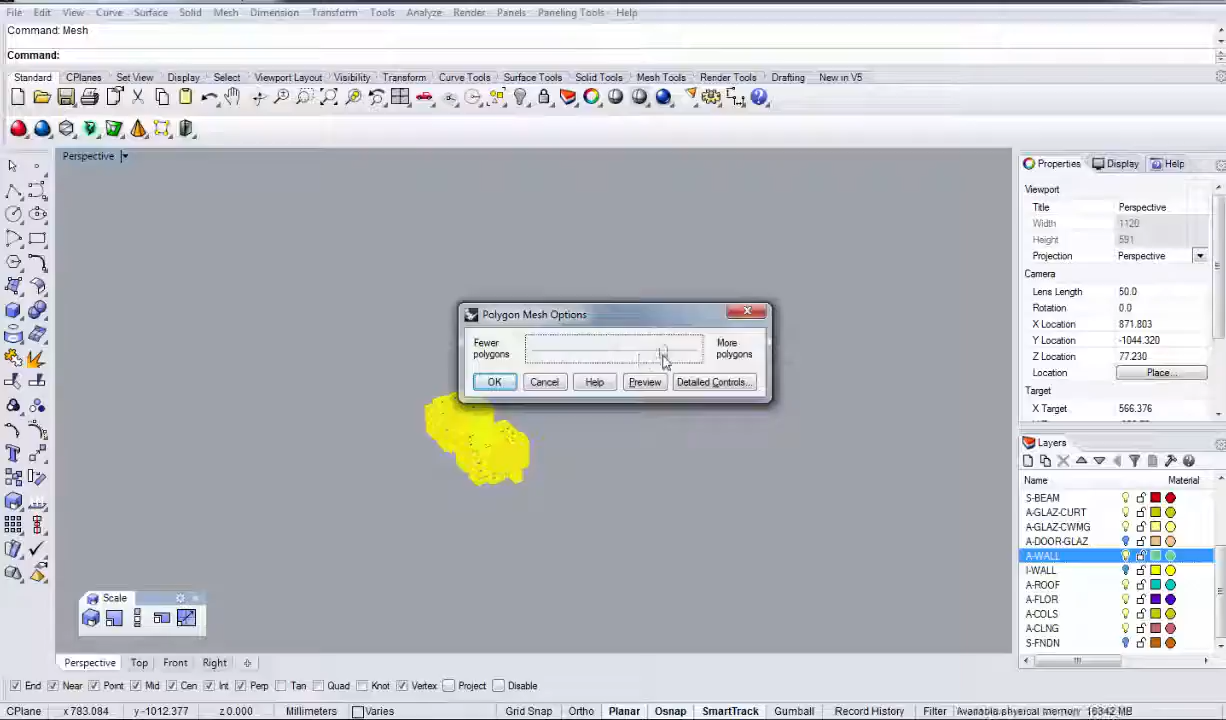 File Edit View Curve Surface Solid Mesh Dimension Transform Tools Analyze Render Panels Paneling Tools Help
Command: Mesh
Command:
Standard CPlanes Set View Display Select Viewport Layout Visibility Transform Curve Tools Surface Tools Solid Tools Mesh Tools Render Tools Drafting New in V5
Perspective
Properties Display Help
Viewport
Title Perspective
Width 1120
Height 591
Projection Perspective
Camera
Lens Length 50.0
Rotation 0.0
X Location 871.803
Y Location -1044.320
Z Location 77.230
Location Place...
Target
X Target 566.376
Polygon Mesh Options
Fewer polygons
More polygons
OK Cancel Help Preview Detailed Controls...
Layers
Name Material
S-BEAM
A-GLAZ-CURT
A-GLAZ-CWMG
A-DOOR-GLAZ
A-WALL
I-WALL
A-ROOF
A-FLOR
A-COLS
A-CLNG
S-FNDN
Scale
Perspective Top Front Right
End Near Point Mid Cen Int Perp Tan Quad Knot Vertex Project Disable
CPlane x 783.084 y -1012.377 z 0.000 Millimeters Varies Grid Snap Ortho Planar Osnap SmartTrack Gumball Record History Filter Available physical memory: 16342 MB